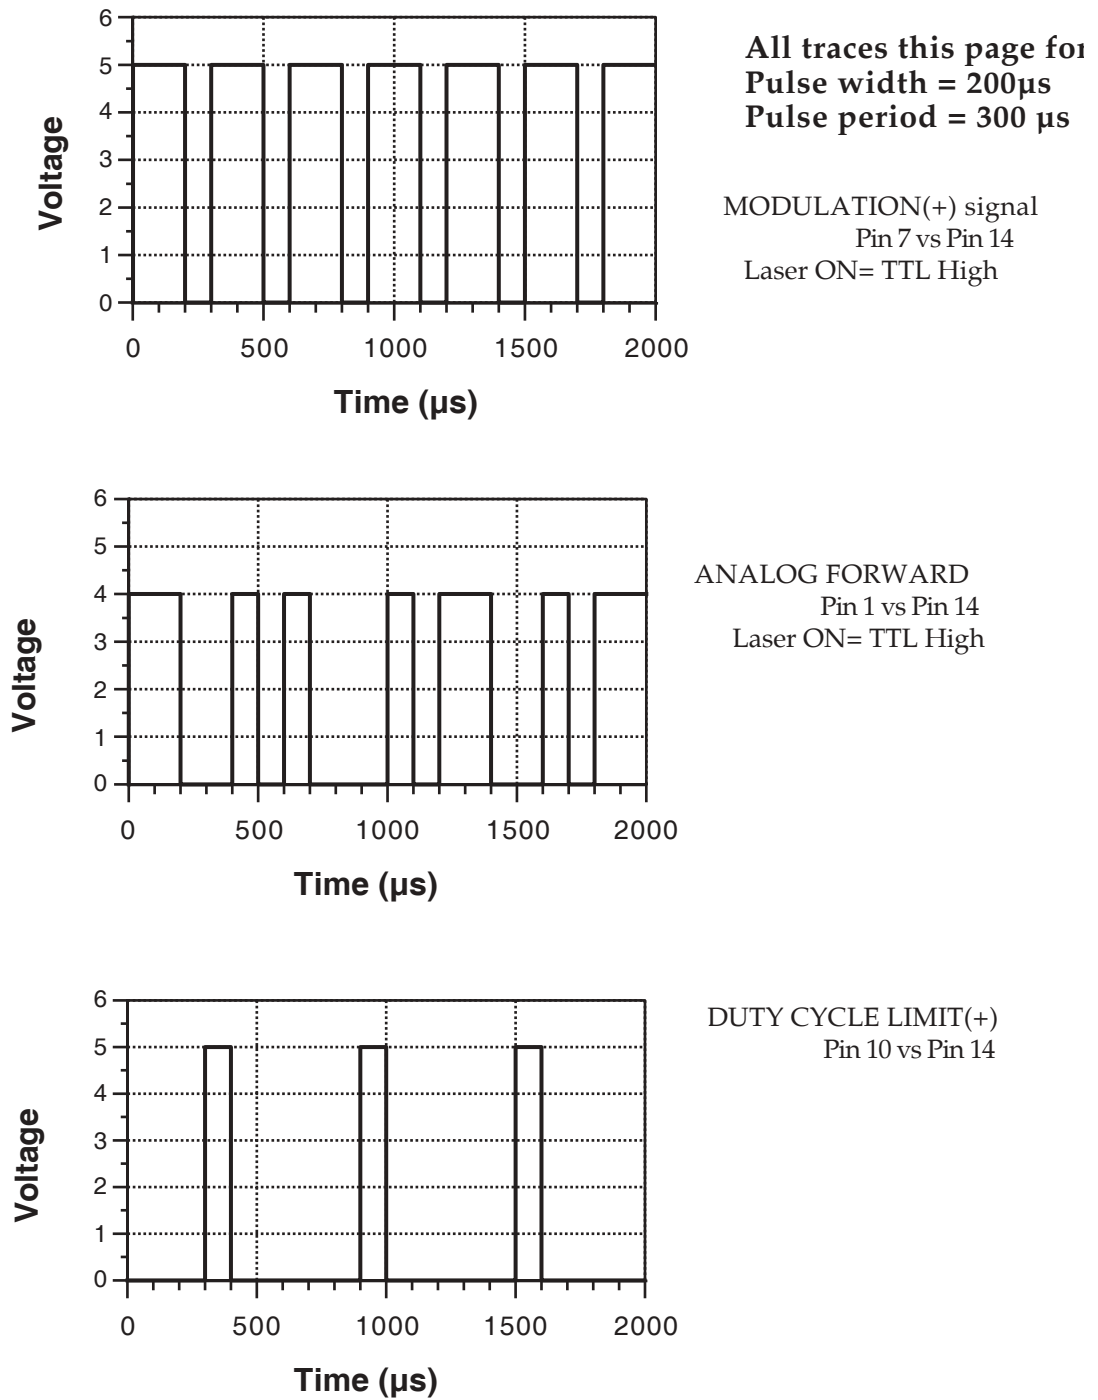 All traces this page for
Pulse width = 200µs
Pulse period = 300 µs
6
5
4
3
2
1
0
Voltage
0 500 1000 1500 2000
Time (µs)
MODULATION(+) signal
Pin 7 vs Pin 14
Laser ON= TTL High
6
5
4
3
2
1
0
Voltage
0 500 1000 1500 2000
Time (µs)
ANALOG FORWARD
Pin 1 vs Pin 14
Laser ON= TTL High
6
5
4
3
2
1
0
Voltage
0 500 1000 1500 2000
Time (µs)
DUTY CYCLE LIMIT(+)
Pin 10 vs Pin 14